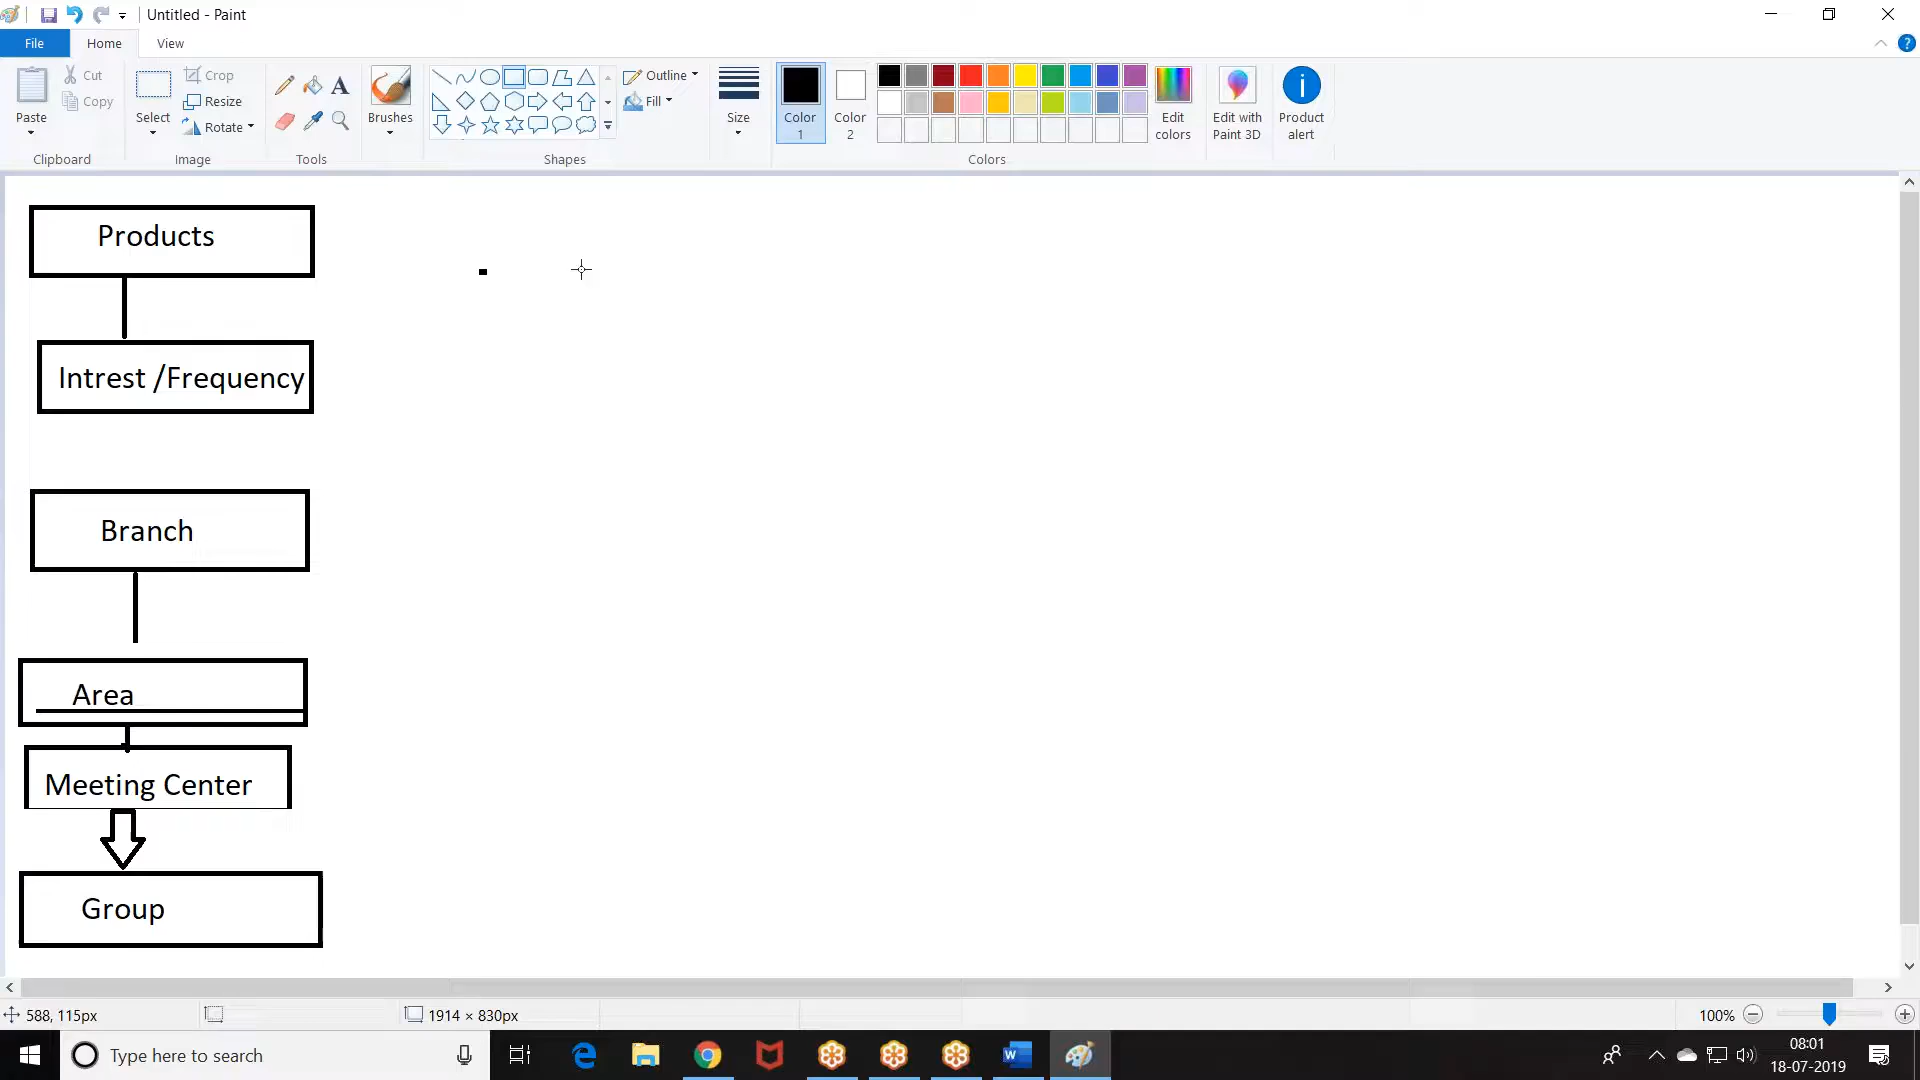 Untitled - Paint
File Home View
Paste
Cut
Copy
Clipboard
Select
Crop
Resize
Rotate
Image
A
Tools
Brushes
Shapes
Outline
Fill
Size
Color 1
Color 2
Edit colors
Colors
Edit with Paint 3D
Product alert
Products
Intrest /Frequency
Branch
Area
Meeting Center
Group
588, 115px
1914 × 830px
100%
Type here to search
08:01
18-07-2019